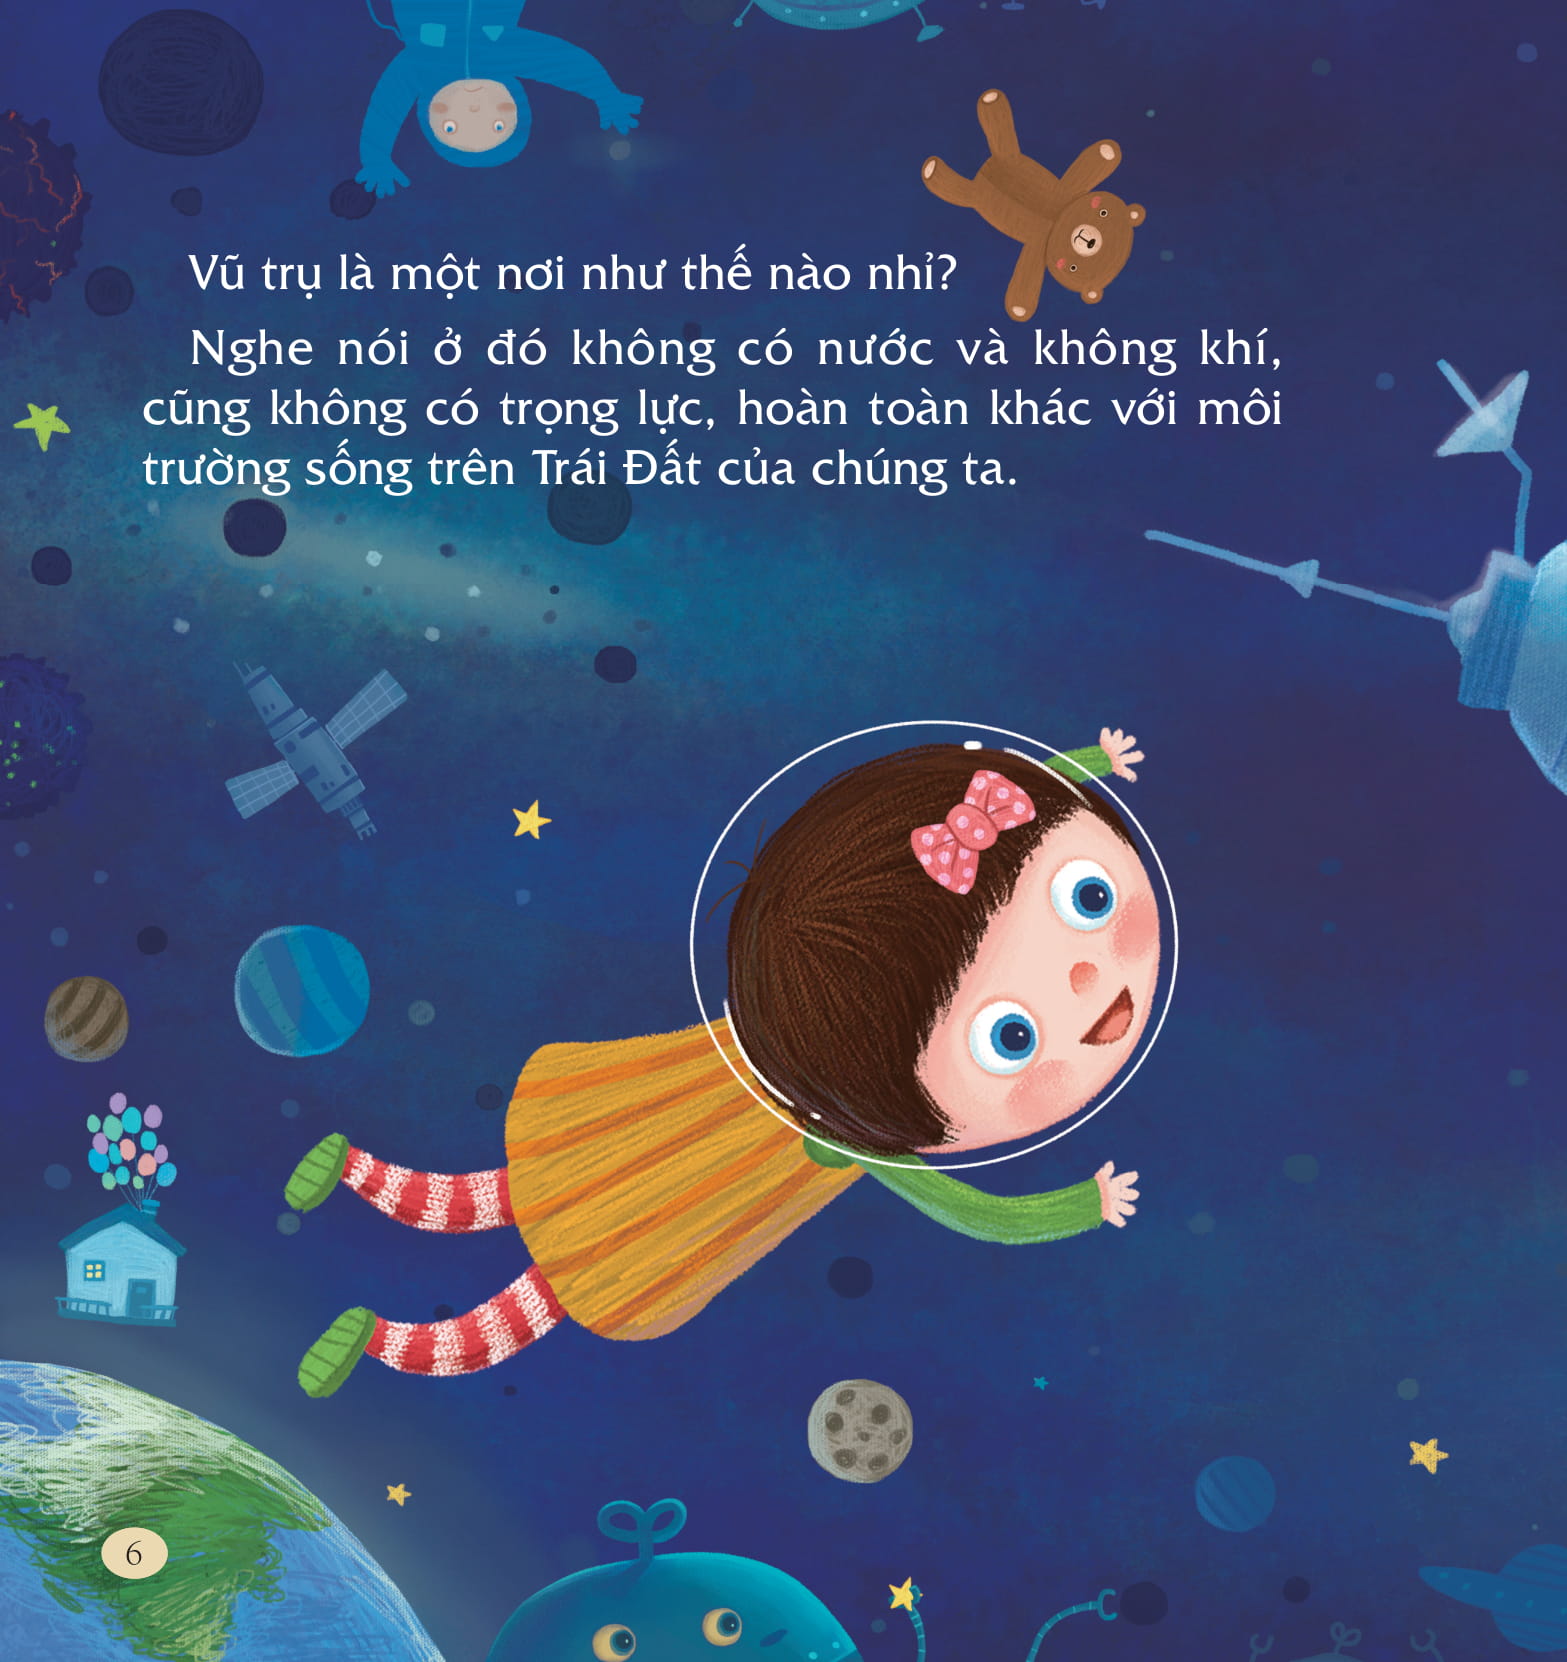 Vũ trụ là một nơi như thế nào nhỉ?
Nghe nói ở đó không có nước và không khí,
cũng không có trọng lực, hoàn toàn khác với môi
trường sống trên Trái Đất của chúng ta.
6